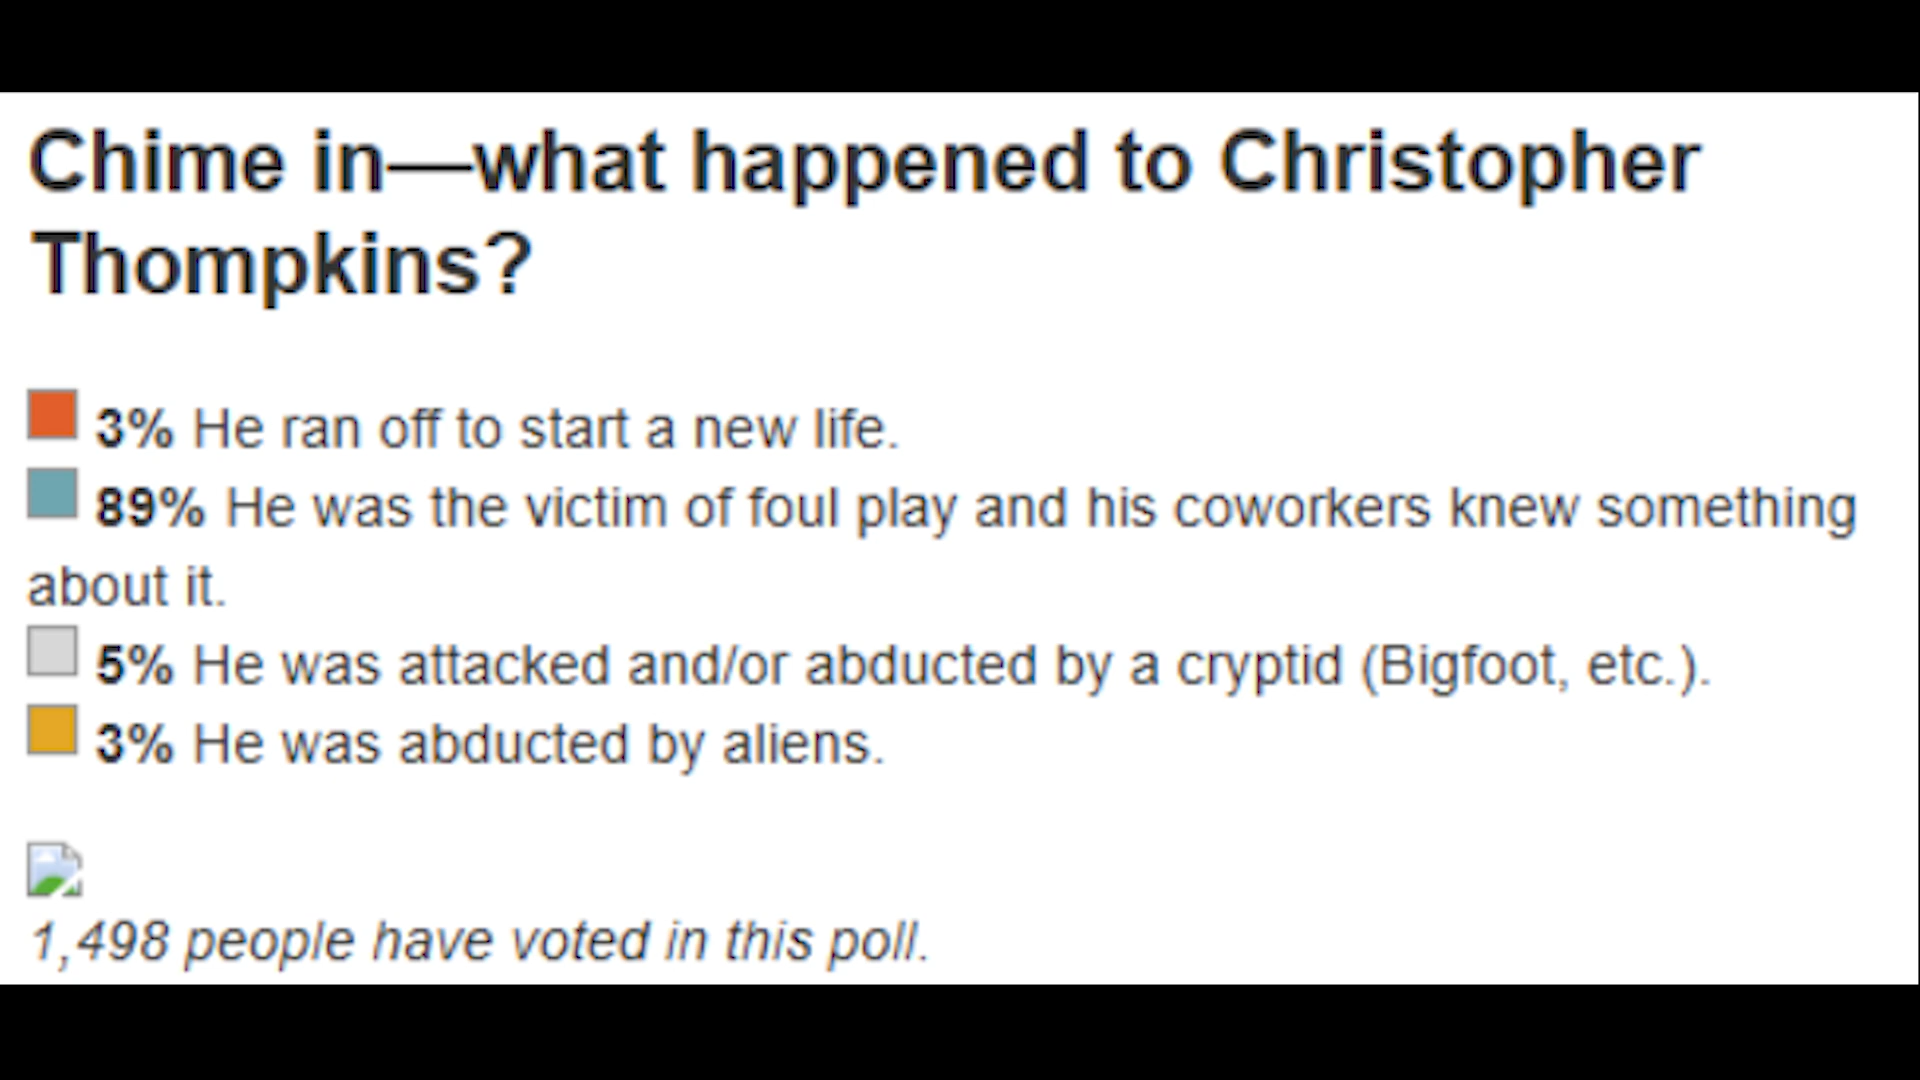 Chime in—what happened to Christopher
Thompkins?
3% He ran off to start a new life.
89% He was the victim of foul play and his coworkers knew something
about it.
5% He was attacked and/or abducted by a cryptid (Bigfoot, etc.).
3% He was abducted by aliens.
1,498 people have voted in this poll.